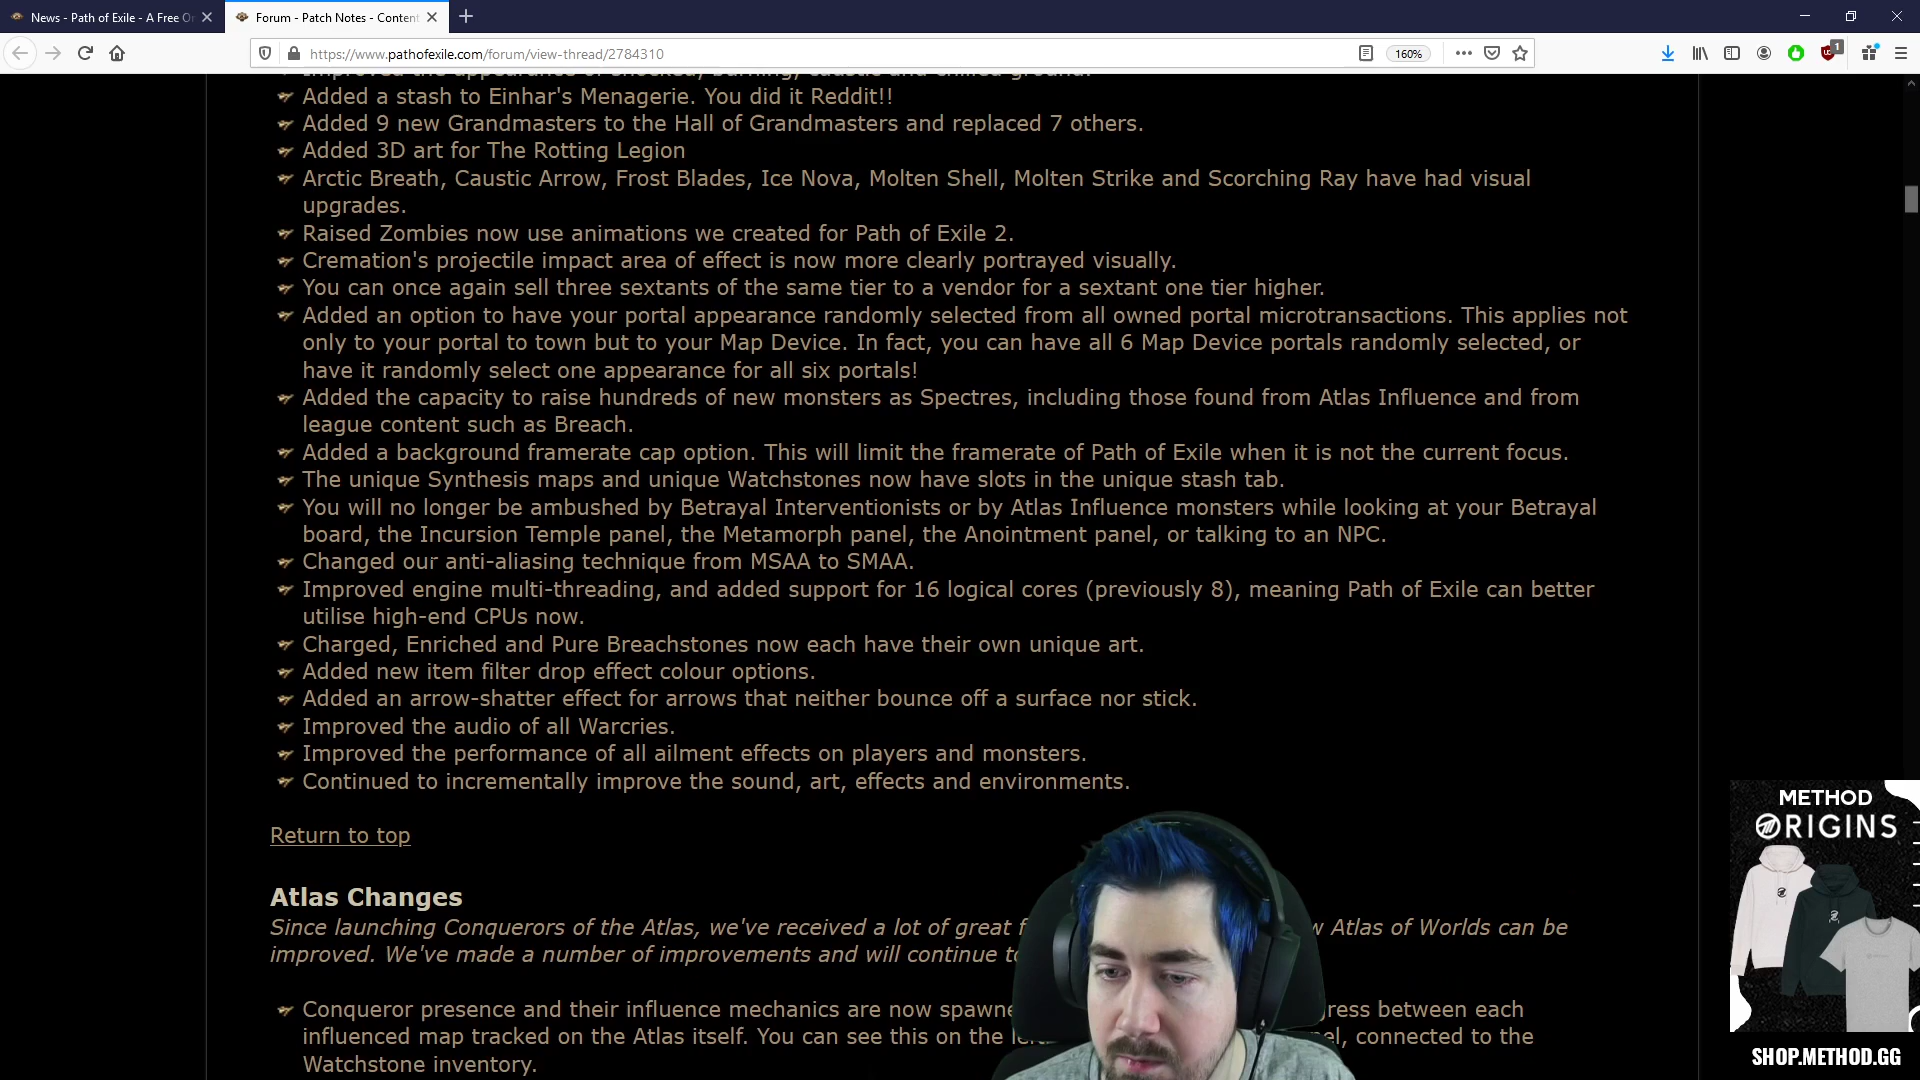 News - Path of Exile - A Free On
Forum - Patch Notes - Content
https://www.pathofexile.com/forum/view-thread/2784310
160%
1
Improved the appearance of shocked, burning, caustic and chilled ground.
Added a stash to Einhar's Menagerie. You did it Reddit!!
Added 9 new Grandmasters to the Hall of Grandmasters and replaced 7 others.
Added 3D art for The Rotting Legion
Arctic Breath, Caustic Arrow, Frost Blades, Ice Nova, Molten Shell, Molten Strike and Scorching Ray have had visual
upgrades.
Raised Zombies now use animations we created for Path of Exile 2.
Cremation's projectile impact area of effect is now more clearly portrayed visually.
You can once again sell three sextants of the same tier to a vendor for a sextant one tier higher.
Added an option to have your portal appearance randomly selected from all owned portal microtransactions. This applies not
only to your portal to town but to your Map Device. In fact, you can have all 6 Map Device portals randomly selected, or
have it randomly select one appearance for all six portals!
Added the capacity to raise hundreds of new monsters as Spectres, including those found from Atlas Influence and from
league content such as Breach.
Added a background framerate cap option. This will limit the framerate of Path of Exile when it is not the current focus.
The unique Synthesis maps and unique Watchstones now have slots in the unique stash tab.
You will no longer be ambushed by Betrayal Interventionists or by Atlas Influence monsters while looking at your Betrayal
board, the Incursion Temple panel, the Metamorph panel, the Anointment panel, or talking to an NPC.
Changed our anti-aliasing technique from MSAA to SMAA.
Improved engine multi-threading, and added support for 16 logical cores (previously 8), meaning Path of Exile can better
utilise high-end CPUs now.
Charged, Enriched and Pure Breachstones now each have their own unique art.
Added new item filter drop effect colour options.
Added an arrow-shatter effect for arrows that neither bounce off a surface nor stick.
Improved the audio of all Warcries.
Improved the performance of all ailment effects on players and monsters.
Continued to incrementally improve the sound, art, effects and environments.
Return to top
Atlas Changes
Since launching Conquerors of the Atlas, we've received a lot of great f w Atlas of Worlds can be
improved. We've made a number of improvements and will continue to
Conqueror presence and their influence mechanics are now spawne gress between each
influenced map tracked on the Atlas itself. You can see this on the el, connected to the
Watchstone inventory.
METHOD
ORIGINS
SHOP.METHOD.GG